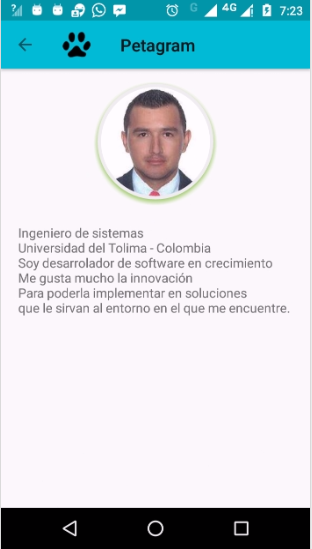 G 4G 7:23
Petagram
Ingeniero de sistemas
Universidad del Tolima - Colombia
Soy desarrolador de software en crecimiento
Me gusta mucho la innovación
Para poderla implementar en soluciones
que le sirvan al entorno en el que me encuentre.